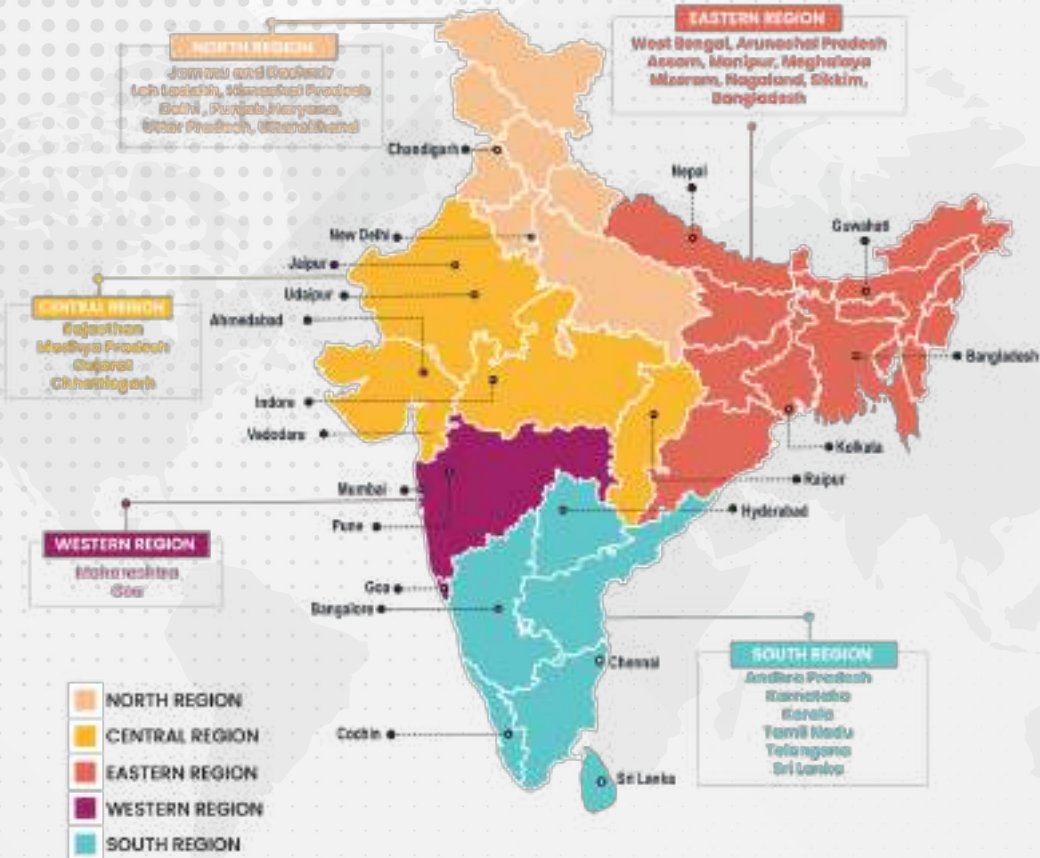 NORTH REGION
Jammu and Kashmir
Leh Ladakh, Himachal Pradesh
Delhi, Punjab, Haryana,
Uttar Pradesh, Uttarakhand
EASTERN REGION
West Bengal, Arunachal Pradesh
Assam, Manipur, Meghalaya
Mizoram, Nagaland, Sikkim,
Bangladesh
Chandigarh
Nepal
New Delhi
Guwahati
Jaipur
Udaipur
CENTRAL REGION
Rajasthan
Madhya Pradesh
Gujarat
Chhattisgarh
Ahmedabad
Bangladesh
Indore
Vadodara
Kolkata
Raipur
Mumbai
Hyderabad
Pune
WESTERN REGION
Maharashtra
Goa
Goa
Bangalore
Chennai
SOUTH REGION
Andhra Pradesh
Karnataka
Kerala
Tamil Nadu
Telangana
Sri Lanka
Cochin
Sri Lanka
NORTH REGION
CENTRAL REGION
EASTERN REGION
WESTERN REGION
SOUTH REGION